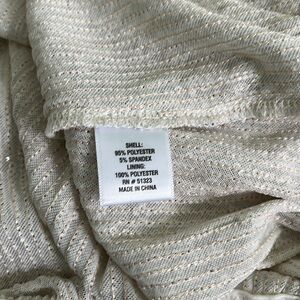 SHELL:
95% POLYESTER
5% SPANDEX
LINING:
100% POLYESTER
RN # 51323
MADE IN CHINA